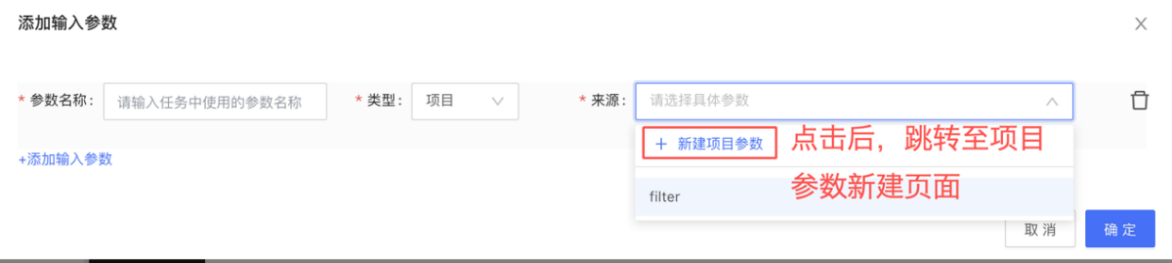 添加输入参数
* 参数名称： 请输入任务中使用的参数名称 * 类型： 项目 * 来源： 请选择具体参数
+ 新建项目参数 点击后，跳转至项目
+添加输入参数
参数新建页面
filter
取 消 确 定